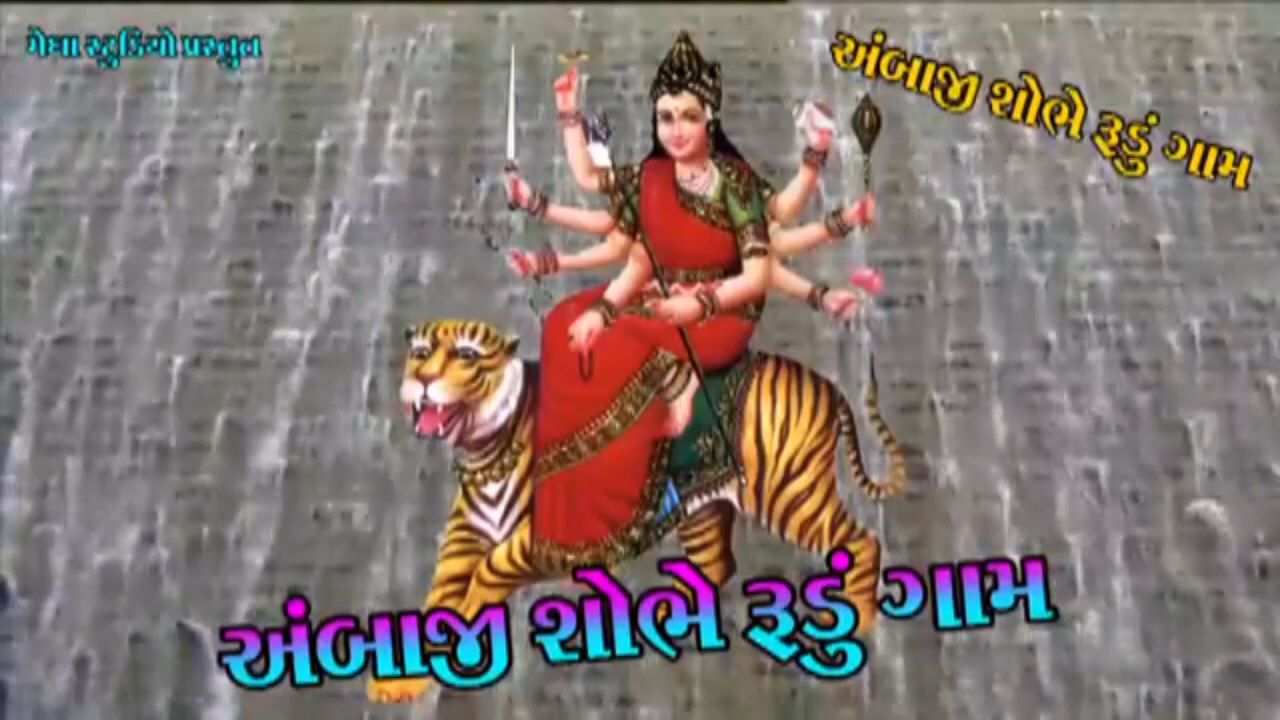 મેઘા સ્ટુડિયો પ્રસ્તુત
અંબાજી શોભે રૂડું ગામ
અંબાજી શોભે રૂડું ગામ